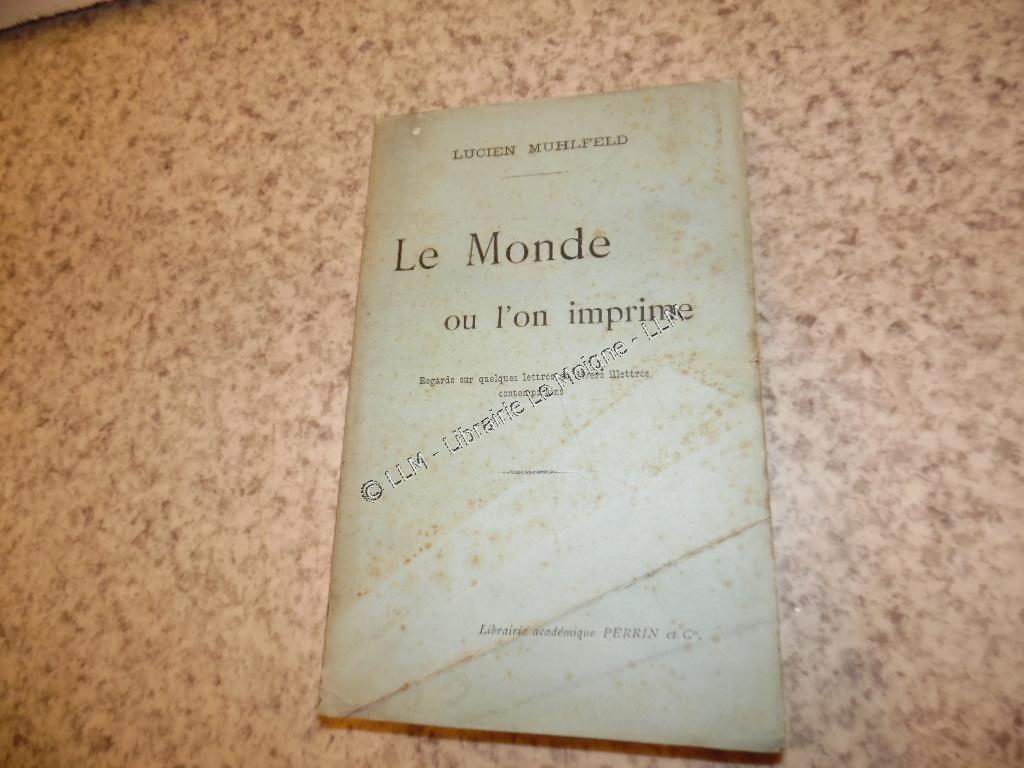 LUCIEN MUHLFELD
Le Monde
ou l'on imprime
Regards sur quelques lettrés et divers illettrés
contemporains
© LLM - Librairie Le Moigne - LLM
Librairie académique PERRIN et Cie.